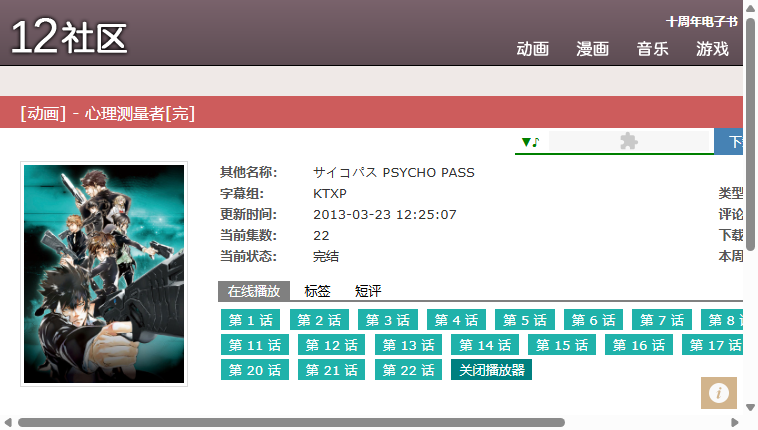 12社区
十周年电子书
动画 漫画 音乐 游戏
[动画] - 心理测量者[完]
▼♪
其他名称: サイコパス PSYCHO PASS
字幕组: KTXP 类型
更新时间: 2013-03-23 12:25:07 评论
当前集数: 22 下载
当前状态: 完结 本周
在线播放 标签 短评
第 1 话 第 2 话 第 3 话 第 4 话 第 5 话 第 6 话 第 7 话 第 8
第 11 话 第 12 话 第 13 话 第 14 话 第 15 话 第 16 话 第 17 话
第 20 话 第 21 话 第 22 话 关闭播放器